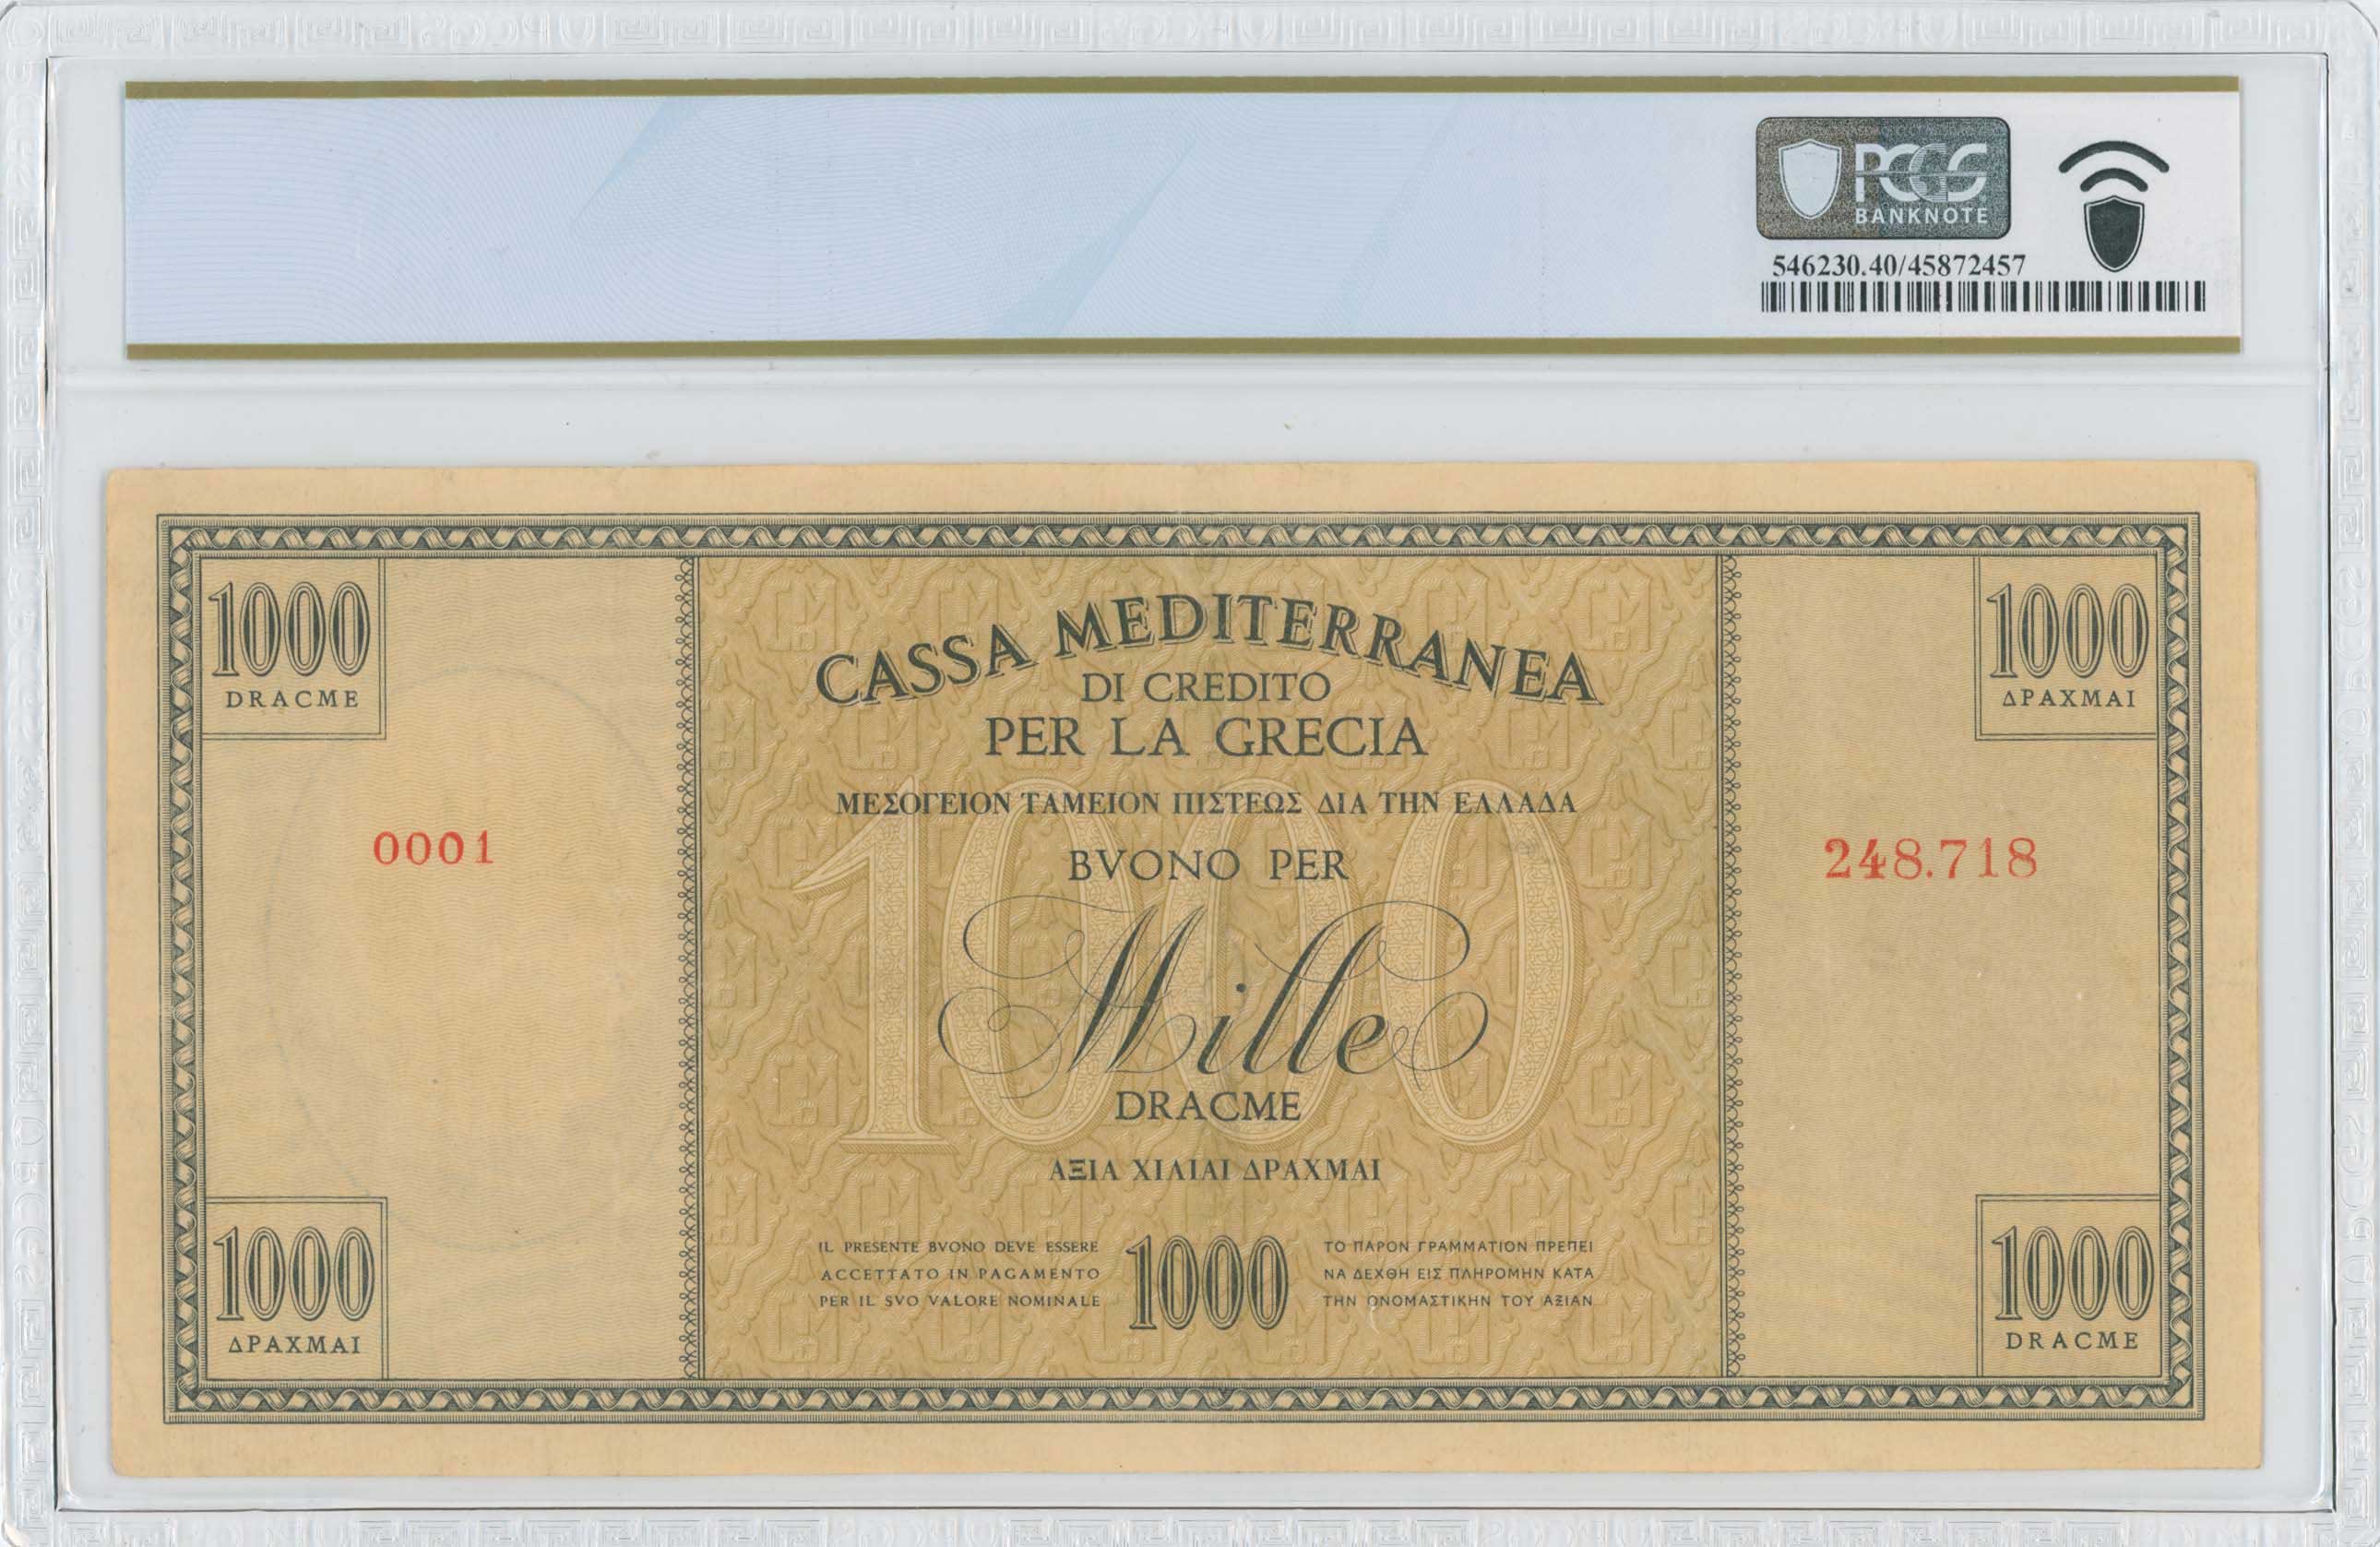 PCGS
BANKNOTE
546230.40/45872457
1000
DRACME
1000
ΔΡΑΧΜΑΙ
CASSA MEDITERRANEA
DI CREDITO
PER LA GRECIA
ΜΕΣΟΓΕΙΟΝ ΤΑΜΕΙΟΝ ΠΙΣΤΕΩΣ ΔΙΑ ΤΗΝ ΕΛΛΑΔΑ
0001
BVONO PER
248.718
1000
Mille
DRACME
ΑΞΙΑ ΧΙΛΙΑΙ ΔΡΑΧΜΑΙ
IL PRESENTE BVONO DEVE ESSERE
ACCETTATO IN PAGAMENTO
PER IL SVO VALORE NOMINALE
1000
ΤΟ ΠΑΡΟΝ ΓΡΑΜΜΑΤΙΟΝ ΠΡΕΠΕΙ
ΝΑ ΔΕΧΘΗ ΕΙΣ ΠΛΗΡΟΜΗΝ ΚΑΤΑ
ΤΗΝ ΟΝΟΜΑΣΤΙΚΗΝ ΤΟΥ ΑΞΙΑΝ
1000
ΔΡΑΧΜΑΙ
1000
DRACME